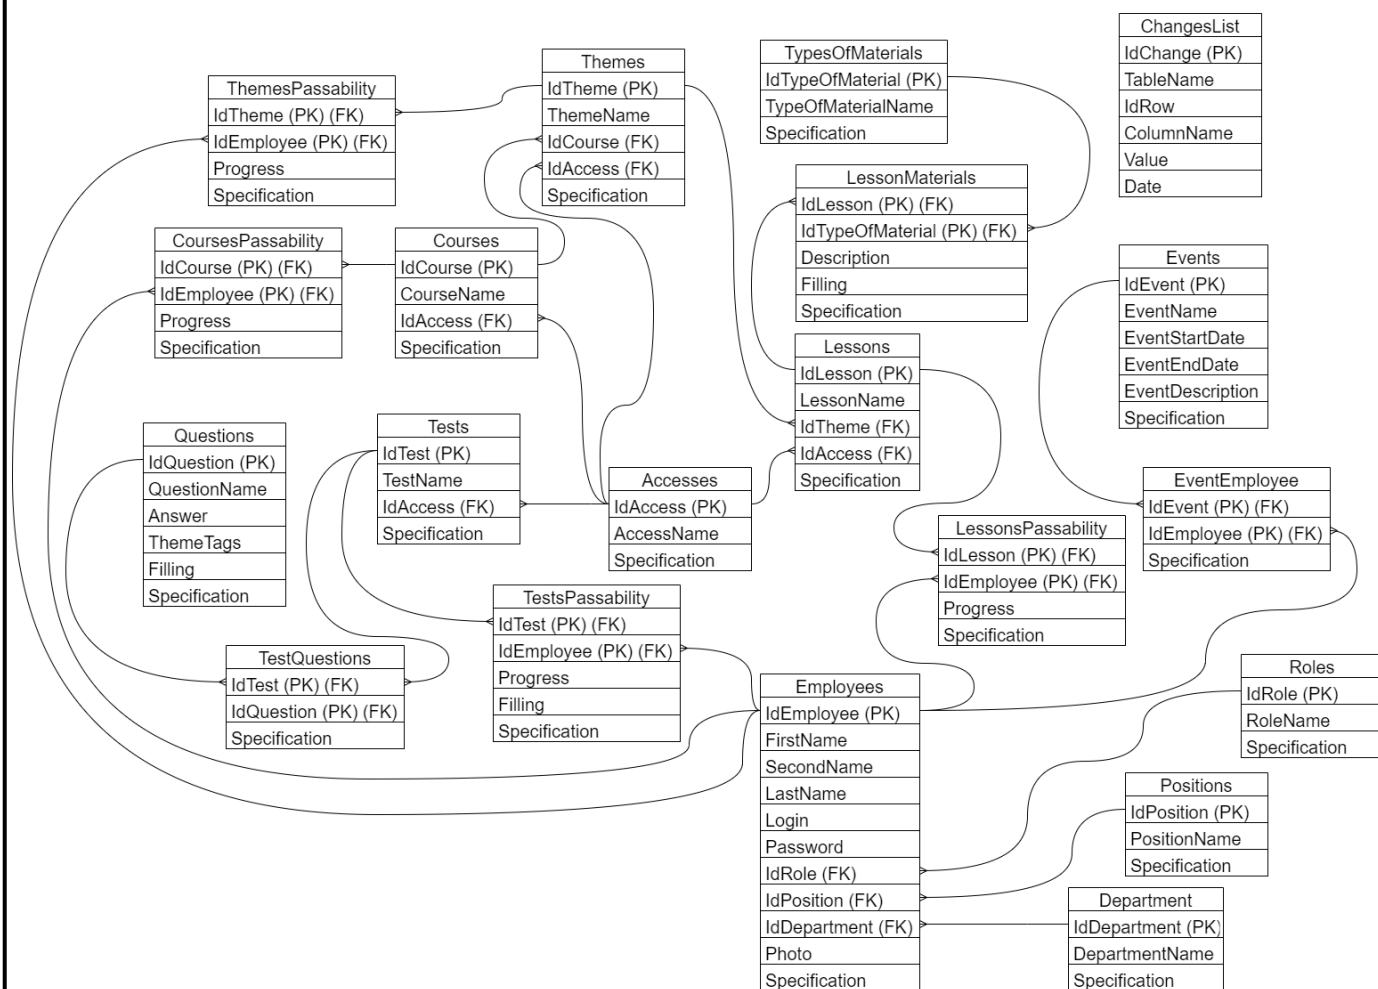 ChangesList
IdChange (PK)
TableName
IdRow
ColumnName
Value
Date
TypesOfMaterials
IdTypeOfMaterial (PK)
TypeOfMaterialName
Specification
Themes
IdTheme (PK)
ThemeName
IdCourse (FK)
IdAccess (FK)
Specification
ThemesPassability
IdTheme (PK) (FK)
IdEmployee (PK) (FK)
Progress
Specification
LessonMaterials
IdLesson (PK) (FK)
IdTypeOfMaterial (PK) (FK)
Description
Filling
Specification
CoursesPassability
IdCourse (PK) (FK)
IdEmployee (PK) (FK)
Progress
Specification
Courses
IdCourse (PK)
CourseName
IdAccess (FK)
Specification
Events
IdEvent (PK)
EventName
EventStartDate
EventEndDate
EventDescription
Specification
Lessons
IdLesson (PK)
LessonName
IdTheme (FK)
IdAccess (FK)
Specification
Questions
IdQuestion (PK)
QuestionName
Answer
ThemeTags
Filling
Specification
Tests
IdTest (PK)
TestName
IdAccess (FK)
Specification
Accesses
IdAccess (PK)
AccessName
Specification
EventEmployee
IdEvent (PK) (FK)
IdEmployee (PK) (FK)
Specification
LessonsPassability
IdLesson (PK) (FK)
IdEmployee (PK) (FK)
Progress
Specification
TestsPassability
IdTest (PK) (FK)
IdEmployee (PK) (FK)
Progress
Filling
Specification
TestQuestions
IdTest (PK) (FK)
IdQuestion (PK) (FK)
Specification
Employees
IdEmployee (PK)
FirstName
SecondName
LastName
Login
Password
IdRole (FK)
IdPosition (FK)
IdDepartment (FK)
Photo
Specification
Roles
IdRole (PK)
RoleName
Specification
Positions
IdPosition (PK)
PositionName
Specification
Department
IdDepartment (PK)
DepartmentName
Specification